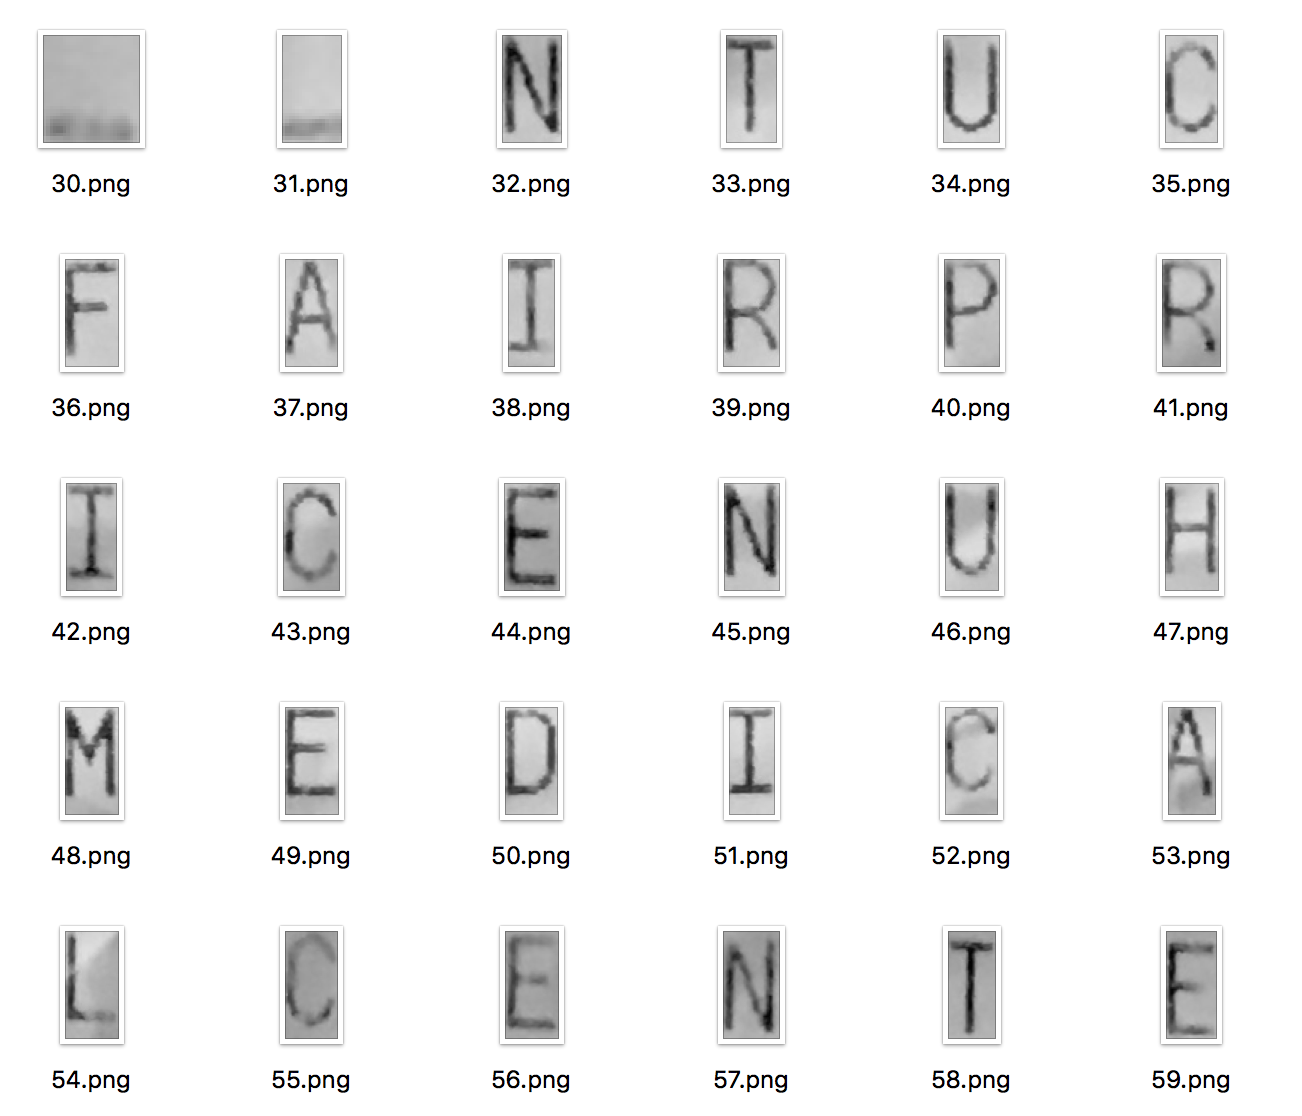 N T U C
30.png 31.png 32.png 33.png 34.png 35.png
F A I R P R
36.png 37.png 38.png 39.png 40.png 41.png
I C E N U H
42.png 43.png 44.png 45.png 46.png 47.png
M E D I C A
48.png 49.png 50.png 51.png 52.png 53.png
L C E N T E
54.png 55.png 56.png 57.png 58.png 59.png